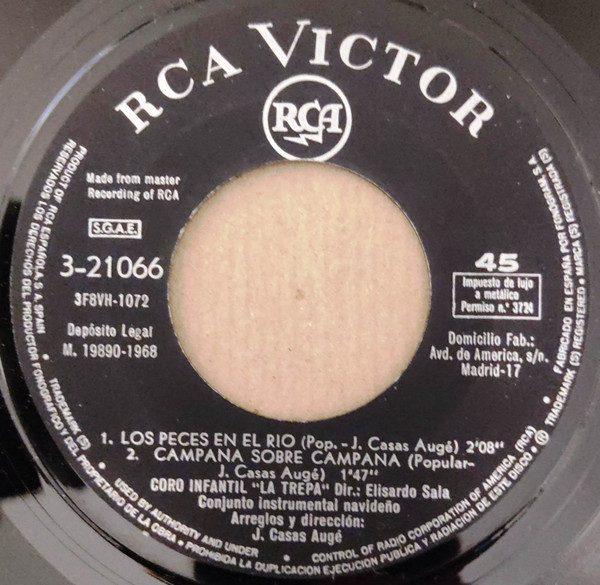 RCA VICTOR
RCA
Made from master
Recording of RCA
S.G.A.E.
3-21066
3F8VH-1072
Depósito Legal
M. 19890-1968
45
Impuesto de lujo
a metálico
Permiso n.º 3724
Domicilio Fab.:
Avd. de America, s/n.
Madrid-17
1. LOS PECES EN EL RIO (Pop. - J. Casas Augé) 2'08"
2. CAMPANA SOBRE CAMPANA (Popular-
J. Casas Augé) 1'47"
CORO INFANTIL "LA TREPA" Dir.: Elisardo Sala
Conjunto instrumental navideño
Arreglos y dirección:
J. Casas Augé
PRODUCT OF RCA ESPAÑOLA, S. A. SPAIN • TRADEMARK (S) • USED BY AUTHORITY AND UNDER • CONTROL OF RADIO CORPORATION OF AMERICA (RCA) • ® TRADEMARK (S) REGISTERED • MARCA (S) REGISTRADA (S)
RESERVADOS LOS DERECHOS DEL PRODUCTOR FONOGRAFICO Y DEL PROPIETARIO DE LA OBRA • PROHIBIDA LA DUPLICACION EJECUCION PUBLICA Y RADIACION DE ESTE DISCO •
FABRICADO EN ESPAÑA POR FONOGRAM S. A.